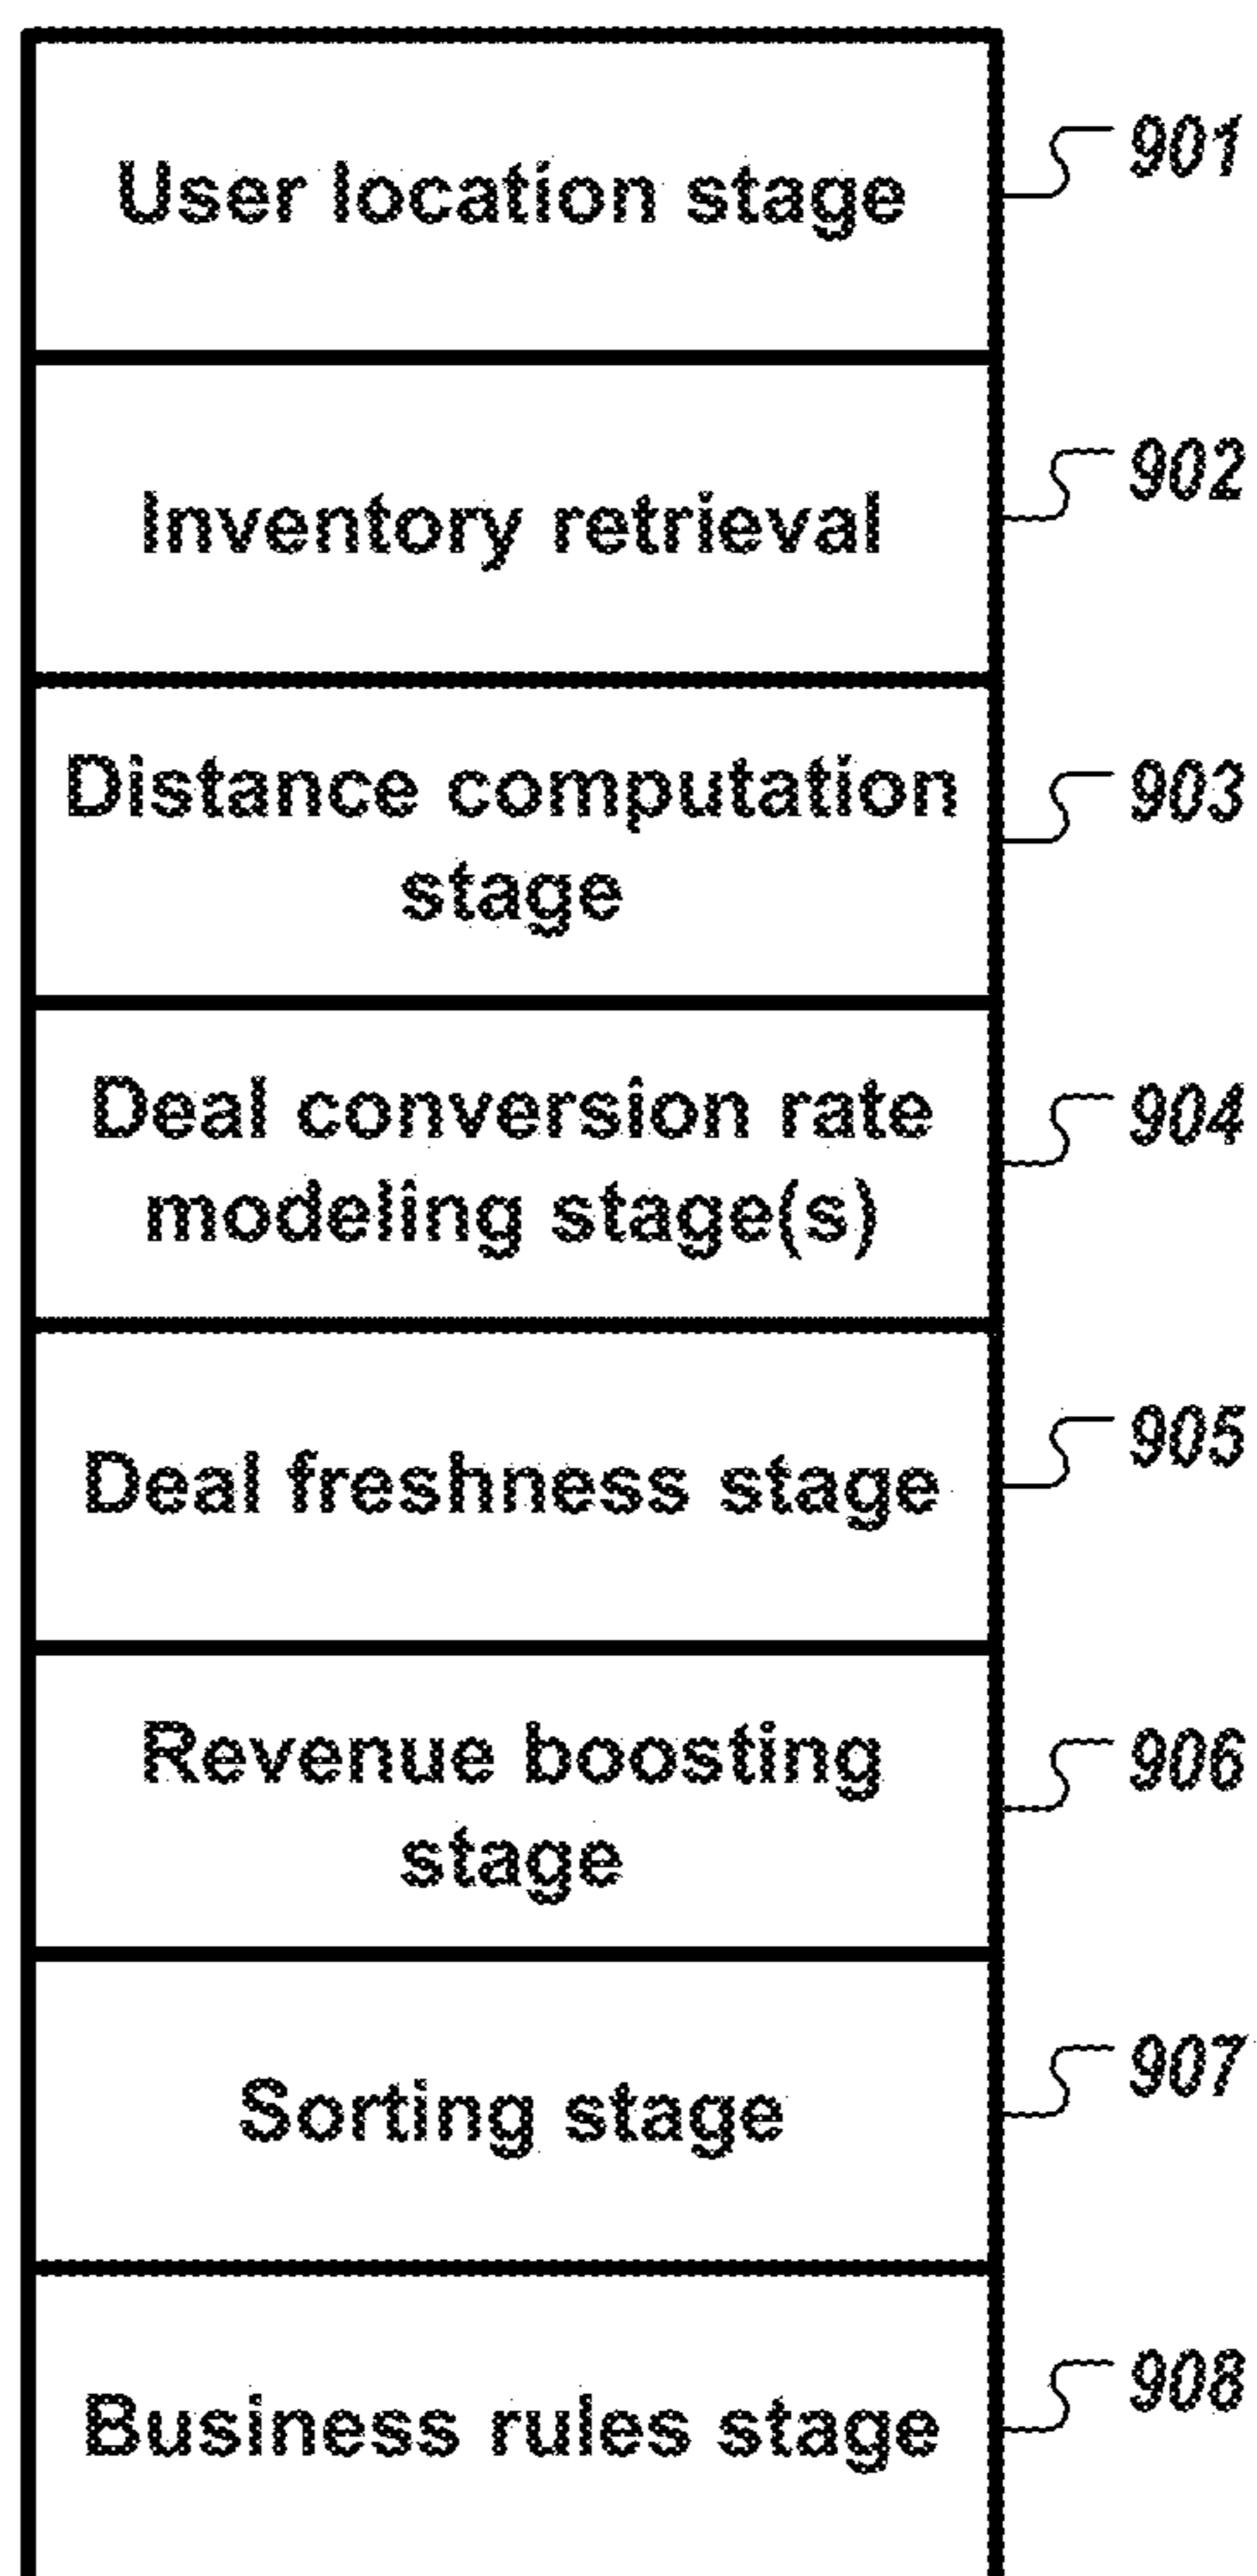 User location stage
901
Inventory retrieval
902
Distance computation
stage
903
Deal conversion rate
modeling stage(s)
904
Deal freshness stage
905
Revenue boosting
stage
906
Sorting stage
907
Business rules stage
908